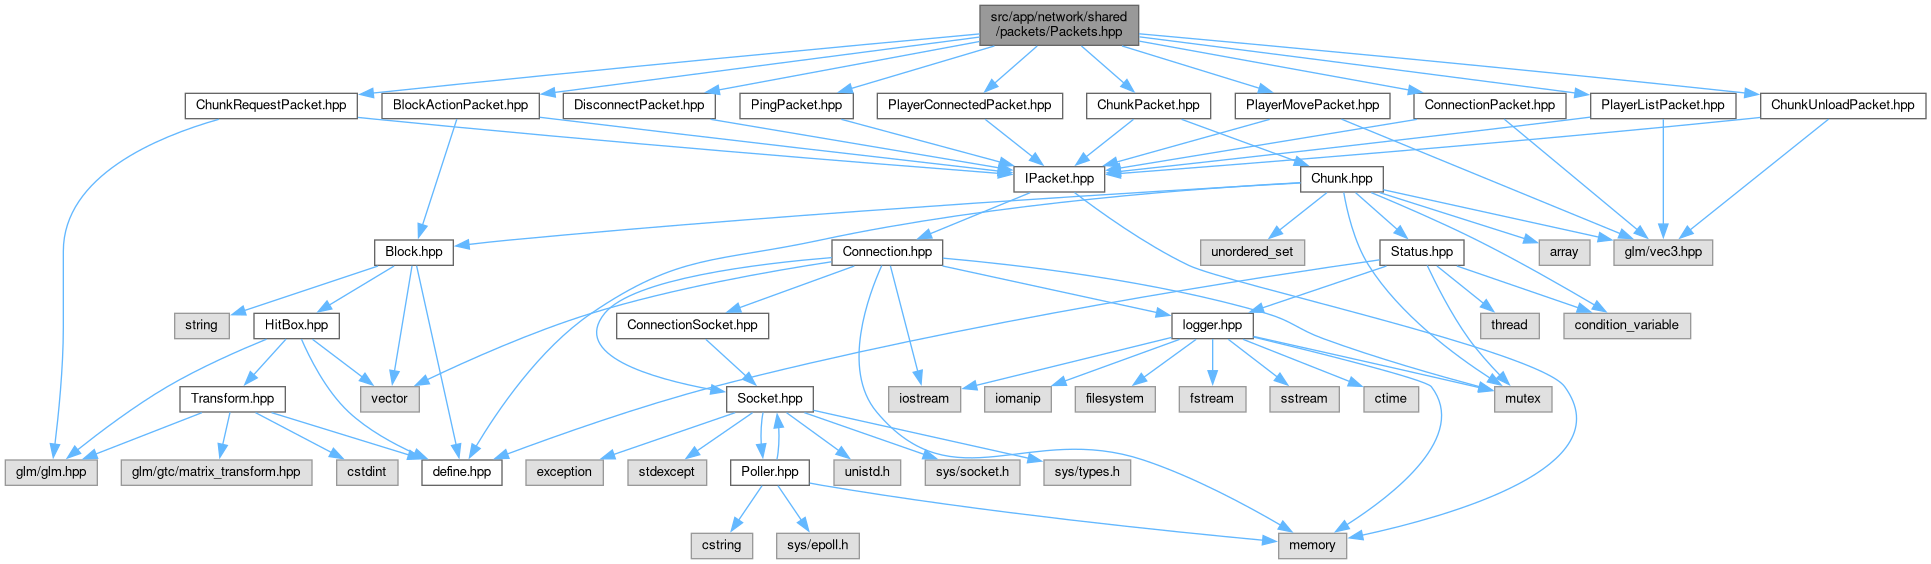 src/app/network/shared
/packets/Packets.hpp
ChunkRequestPacket.hpp
BlockActionPacket.hpp
DisconnectPacket.hpp
PingPacket.hpp
PlayerConnectedPacket.hpp
ChunkPacket.hpp
PlayerMovePacket.hpp
ConnectionPacket.hpp
PlayerListPacket.hpp
ChunkUnloadPacket.hpp
IPacket.hpp
Chunk.hpp
Block.hpp
Connection.hpp
unordered_set
Status.hpp
array
glm/vec3.hpp
string
HitBox.hpp
ConnectionSocket.hpp
logger.hpp
thread
condition_variable
Transform.hpp
vector
Socket.hpp
iostream
iomanip
filesystem
fstream
sstream
ctime
mutex
glm/glm.hpp
glm/gtc/matrix_transform.hpp
cstdint
define.hpp
exception
stdexcept
Poller.hpp
unistd.h
sys/socket.h
sys/types.h
cstring
sys/epoll.h
memory